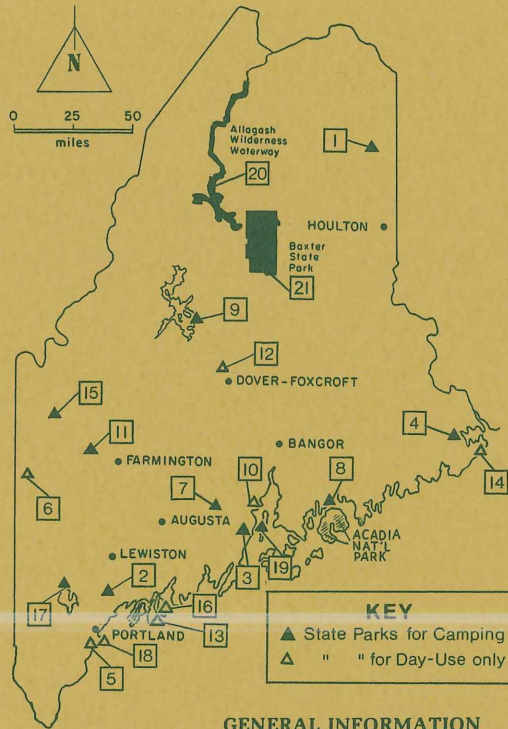 N
0 25 50
miles
Allagash
Wilderness
Waterway
1
20
HOULTON
Baxter
State
Park
21
9
12
DOVER-FOXCROFT
15
11
4
BANGOR
FARMINGTON
10
8
14
6
7
AUGUSTA
ACADIA
NAT'L
PARK
LEWISTON
3
19
2
16
17
13
PORTLAND
18
5
KEY
▲ State Parks for Camping
△ " " for Day-Use only
GENERAL INFORMATION